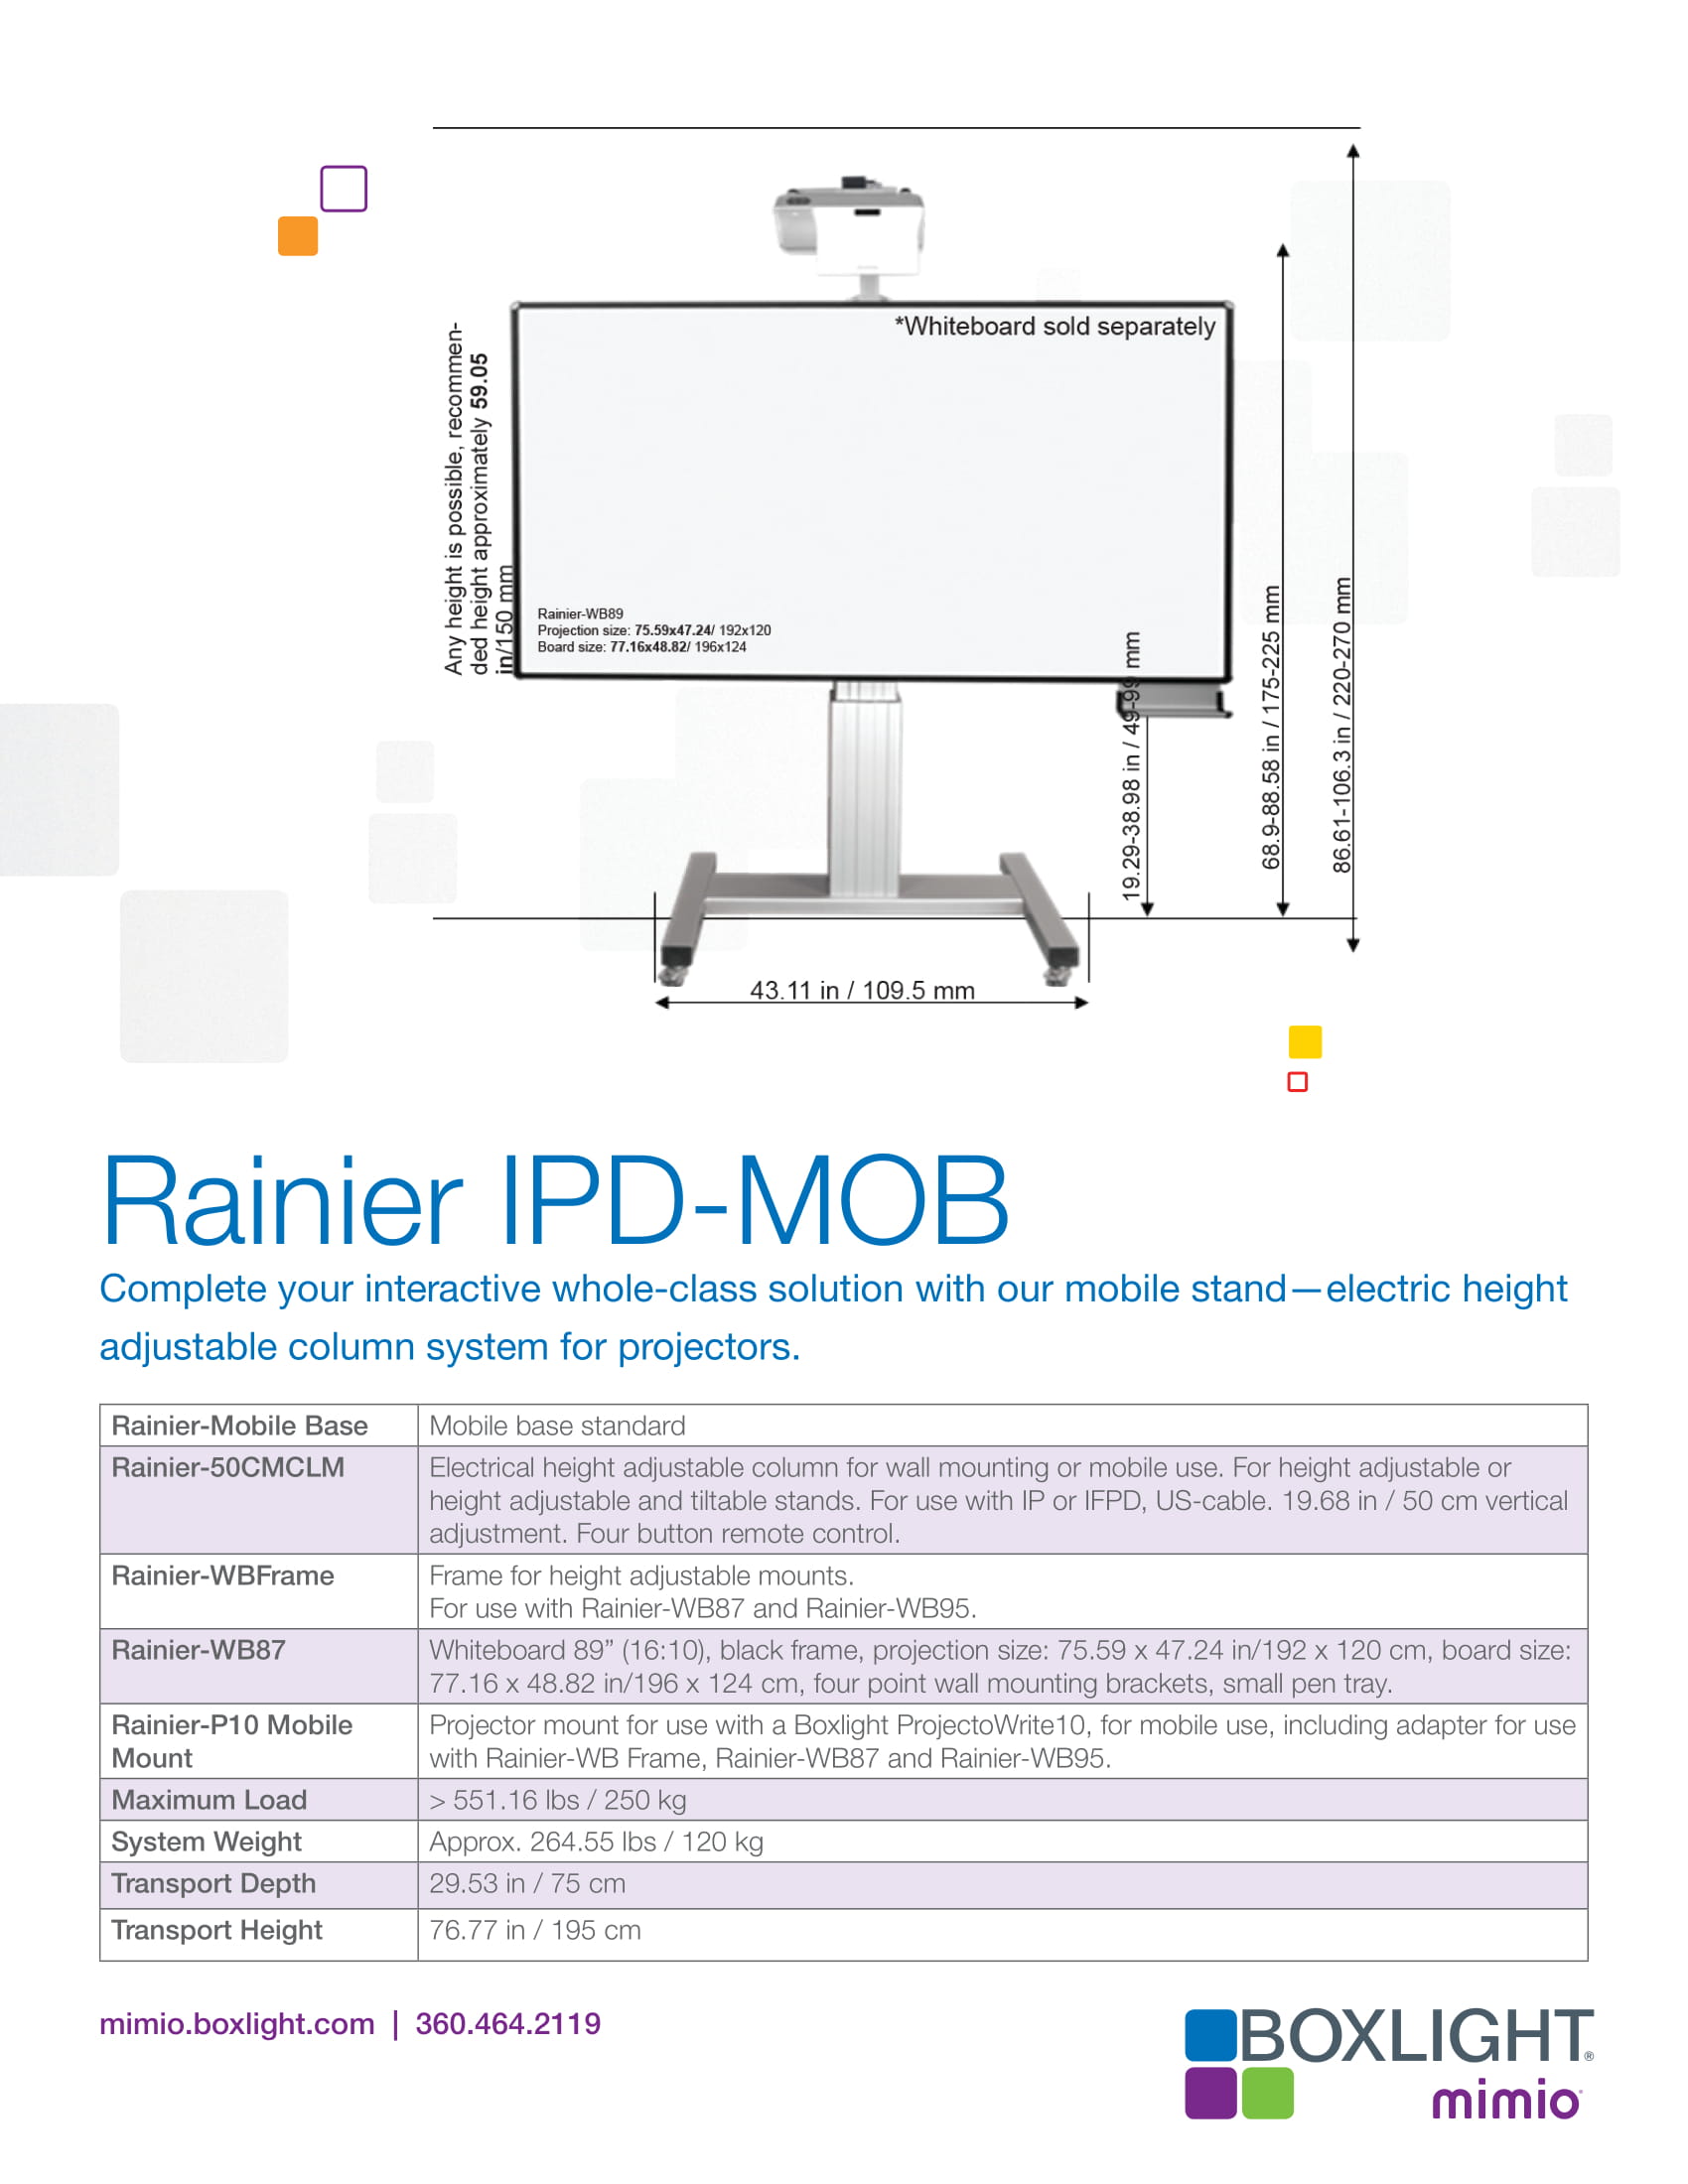 *Whiteboard sold separately
Any height is possible, recommen-
ded height approximately 59.05
in/150 mm
Rainier-WB89
Projection size: 75.59x47.24/ 192x120
Board size: 77.16x48.82/ 196x124
19.29-38.98 in / 49-99 mm
68.9-88.58 in / 175-225 mm
86.61-106.3 in / 220-270 mm
43.11 in / 109.5 mm
Rainier IPD-MOB
Complete your interactive whole-class solution with our mobile stand—electric height
adjustable column system for projectors.
Rainier-Mobile Base
Mobile base standard
Rainier-50CMCLM
Electrical height adjustable column for wall mounting or mobile use. For height adjustable or
height adjustable and tiltable stands. For use with IP or IFPD, US-cable. 19.68 in / 50 cm vertical
adjustment. Four button remote control.
Rainier-WBFrame
Frame for height adjustable mounts.
For use with Rainier-WB87 and Rainier-WB95.
Rainier-WB87
Whiteboard 89” (16:10), black frame, projection size: 75.59 x 47.24 in/192 x 120 cm, board size:
77.16 x 48.82 in/196 x 124 cm, four point wall mounting brackets, small pen tray.
Rainier-P10 Mobile
Mount
Projector mount for use with a Boxlight ProjectoWrite10, for mobile use, including adapter for use
with Rainier-WB Frame, Rainier-WB87 and Rainier-WB95.
Maximum Load
> 551.16 lbs / 250 kg
System Weight
Approx. 264.55 lbs / 120 kg
Transport Depth
29.53 in / 75 cm
Transport Height
76.77 in / 195 cm
mimio.boxlight.com | 360.464.2119
BOXLIGHT®
mimio